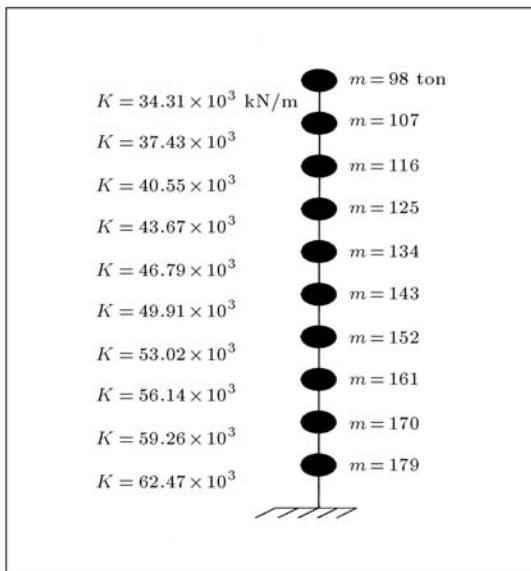 m = 98 ton
K = 34.31 × 10³ kN/m
m = 107
K = 37.43 × 10³
m = 116
K = 40.55 × 10³
m = 125
K = 43.67 × 10³
m = 134
K = 46.79 × 10³
m = 143
K = 49.91 × 10³
m = 152
K = 53.02 × 10³
m = 161
K = 56.14 × 10³
m = 170
K = 59.26 × 10³
m = 179
K = 62.47 × 10³